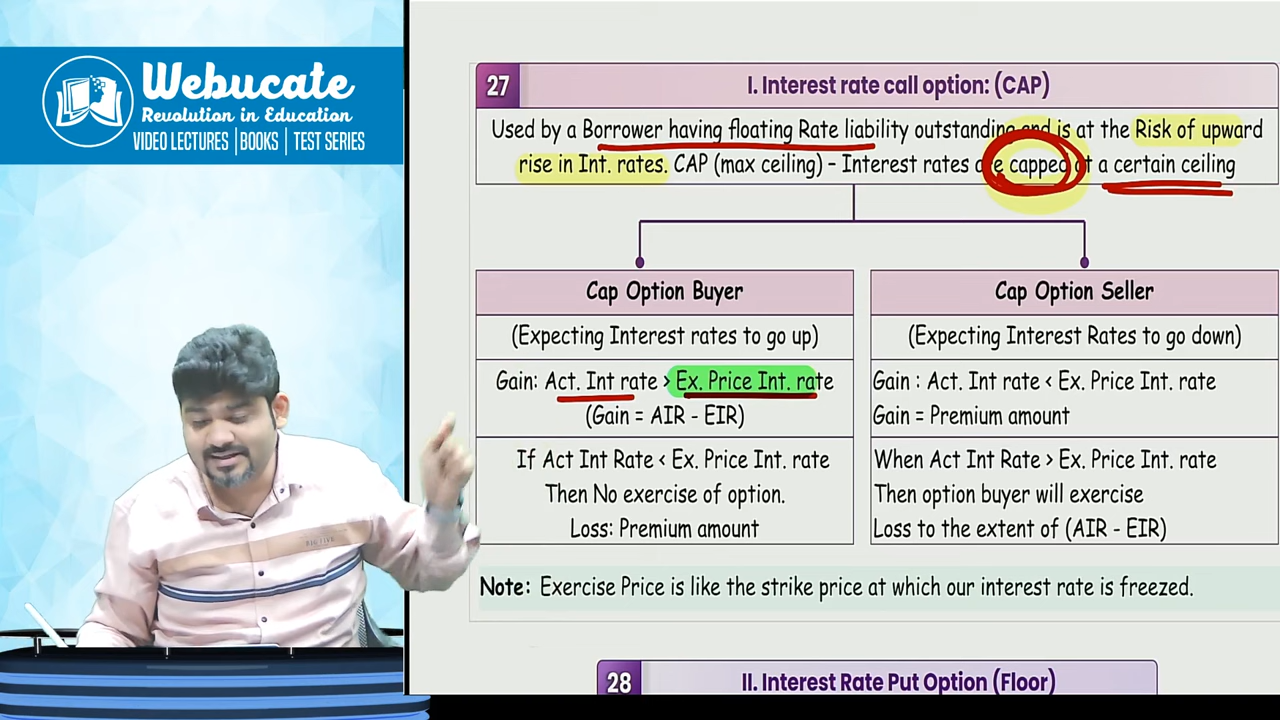 Webucate
Revolution in Education
VIDEO LECTURES | BOOKS | TEST SERIES
27
I. Interest rate call option: (CAP)
Used by a Borrower having floating Rate liability outstanding and is at the Risk of upward
rise in Int. rates. CAP (max ceiling) – Interest rates are capped at a certain ceiling
Cap Option Buyer
(Expecting Interest rates to go up)
Gain: Act. Int rate > Ex. Price Int. rate
(Gain = AIR - EIR)
If Act Int Rate < Ex. Price Int. rate
Then No exercise of option.
Loss: Premium amount
Cap Option Seller
(Expecting Interest Rates to go down)
Gain : Act. Int rate < Ex. Price Int. rate
Gain = Premium amount
When Act Int Rate > Ex. Price Int. rate
Then option buyer will exercise
Loss to the extent of (AIR - EIR)
Note: Exercise Price is like the strike price at which our interest rate is freezed.
28
II. Interest Rate Put Option (Floor)